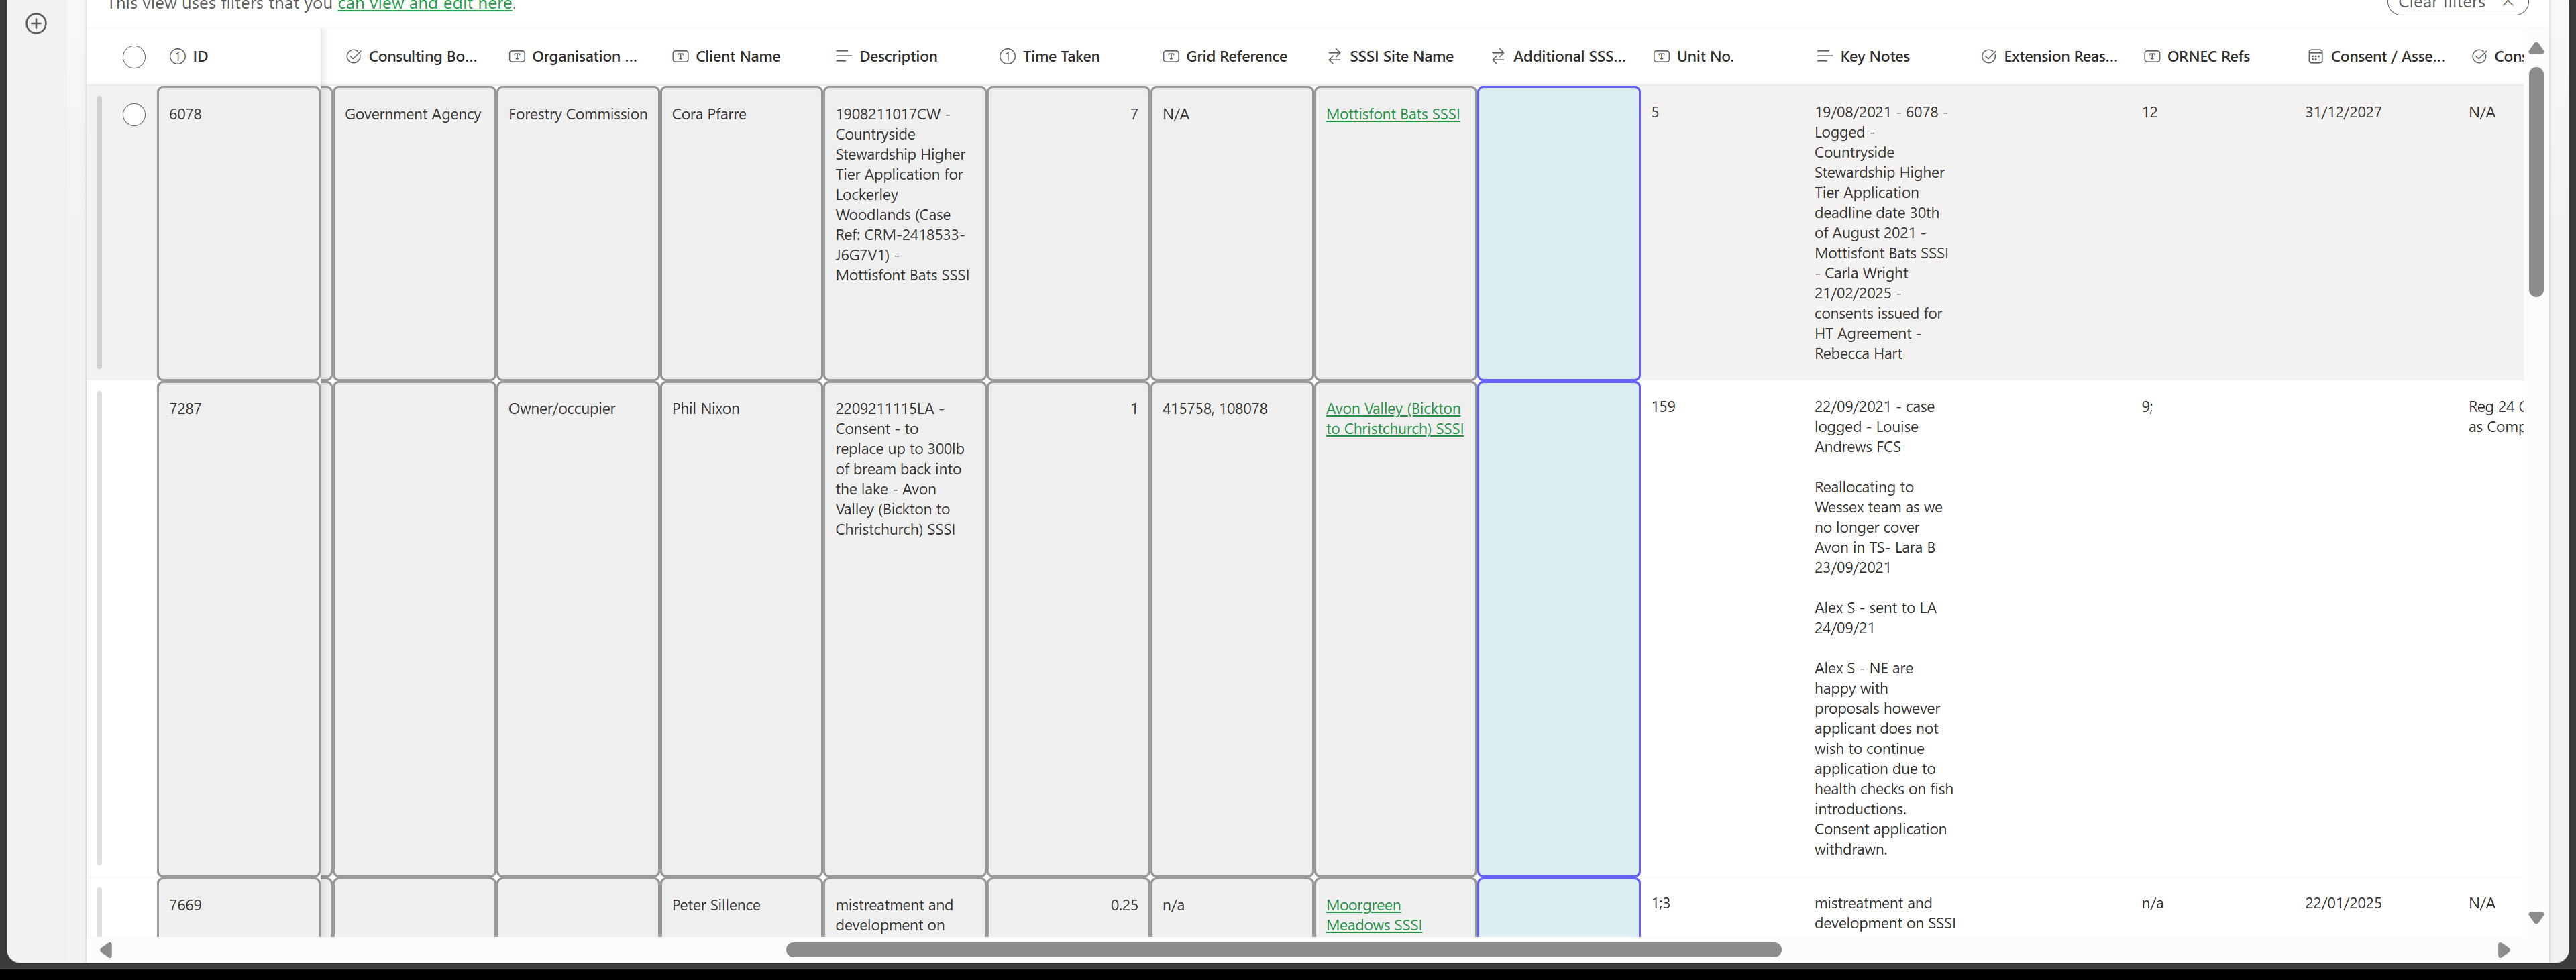 This view uses filters that you can view and edit here.
Clear filters
ID
Consulting Bo...
Organisation ...
Client Name
Description
Time Taken
Grid Reference
SSSI Site Name
Additional SSS...
Unit No.
Key Notes
Extension Reas...
ORNEC Refs
Consent / Asse...
Cons
6078
Government Agency
Forestry Commission
Cora Pfarre
1908211017CW -
Countryside
Stewardship Higher
Tier Application for
Lockerley
Woodlands (Case
Ref: CRM-2418533-
J6G7V1) -
Mottisfont Bats SSSI
7
N/A
Mottisfont Bats SSSI
5
19/08/2021 - 6078 -
Logged -
Countryside
Stewardship Higher
Tier Application
deadline date 30th
of August 2021 -
Mottisfont Bats SSSI
- Carla Wright
21/02/2025 -
consents issued for
HT Agreement -
Rebecca Hart
12
31/12/2027
N/A
7287
Owner/occupier
Phil Nixon
2209211115LA -
Consent - to
replace up to 300lb
of bream back into
the lake - Avon
Valley (Bickton to
Christchurch) SSSI
1
415758, 108078
Avon Valley (Bickton
to Christchurch) SSSI
159
22/09/2021 - case
logged - Louise
Andrews FCS
Reallocating to
Wessex team as we
no longer cover
Avon in TS- Lara B
23/09/2021
Alex S - sent to LA
24/09/21
Alex S - NE are
happy with
proposals however
applicant does not
wish to continue
application due to
health checks on fish
introductions.
Consent application
withdrawn.
9;
Reg 24 C
as Comp
7669
Peter Sillence
mistreatment and
development on
0.25
n/a
Moorgreen
Meadows SSSI
1;3
mistreatment and
development on SSSI
n/a
22/01/2025
N/A